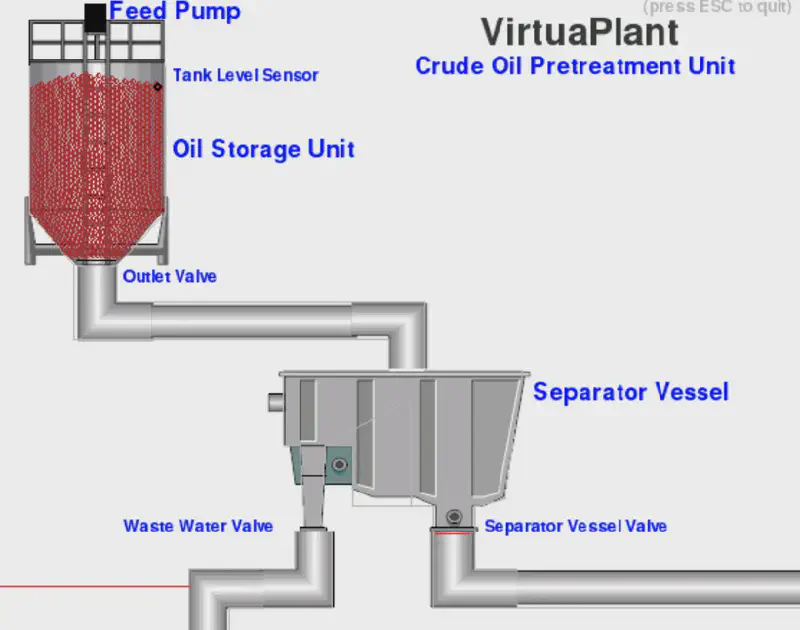 (press ESC to quit)
Feed Pump
VirtuaPlant
Crude Oil Pretreatment Unit
Tank Level Sensor
Oil Storage Unit
Outlet Valve
Separator Vessel
Waste Water Valve
Separator Vessel Valve